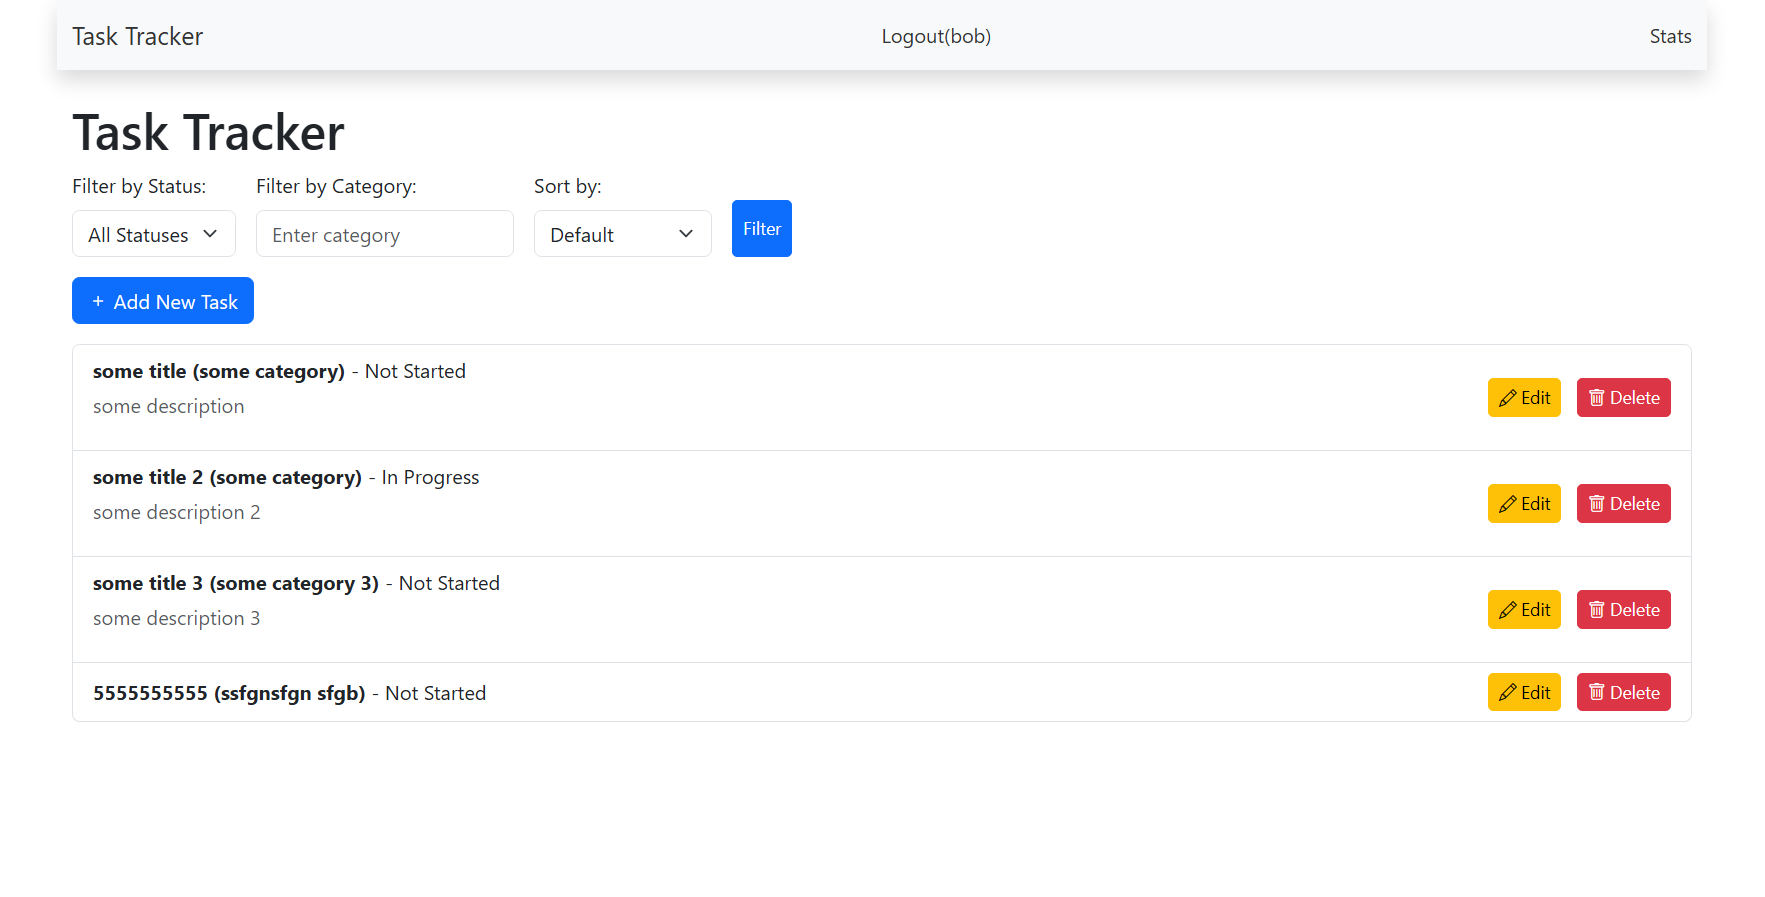 Task Tracker Logout(bob) Stats
Task Tracker
Filter by Status: Filter by Category: Sort by:
All Statuses Enter category Default Filter
+ Add New Task
some title (some category) - Not Started
some description
Edit Delete
some title 2 (some category) - In Progress
some description 2
Edit Delete
some title 3 (some category 3) - Not Started
some description 3
Edit Delete
5555555555 (ssfgnsfgn sfgb) - Not Started
Edit Delete